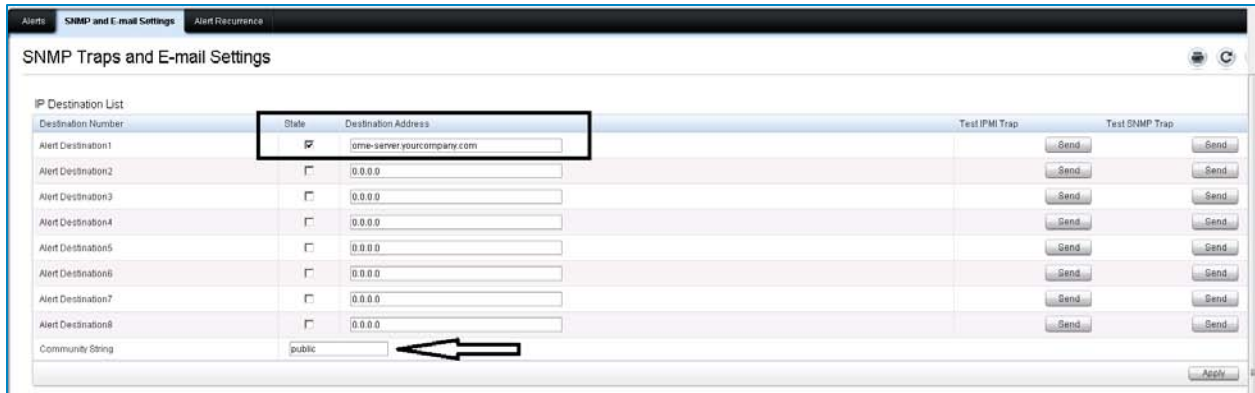 Alerts SNMP and E-mail Settings Alert Recurrence
SNMP Traps and E-mail Settings
IP Destination List
Destination Number State Destination Address Test IPMI Trap Test SNMP Trap
Alert Destination1 ome-server.yourcompany.com Send Send
Alert Destination2 0.0.0.0 Send Send
Alert Destination3 0.0.0.0 Send Send
Alert Destination4 0.0.0.0 Send Send
Alert Destination5 0.0.0.0 Send Send
Alert Destination6 0.0.0.0 Send Send
Alert Destination7 0.0.0.0 Send Send
Alert Destination8 0.0.0.0 Send Send
Community String public
Apply